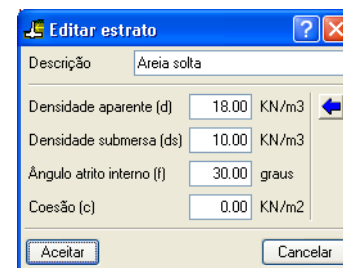 Editar estrato
Descrição Areia solta
Densidade aparente (d) 18.00 KN/m3
Densidade submersa (ds) 10.00 KN/m3
Ângulo atrito interno (f) 30.00 graus
Coesão (c) 0.00 KN/m2
Aceitar Cancelar